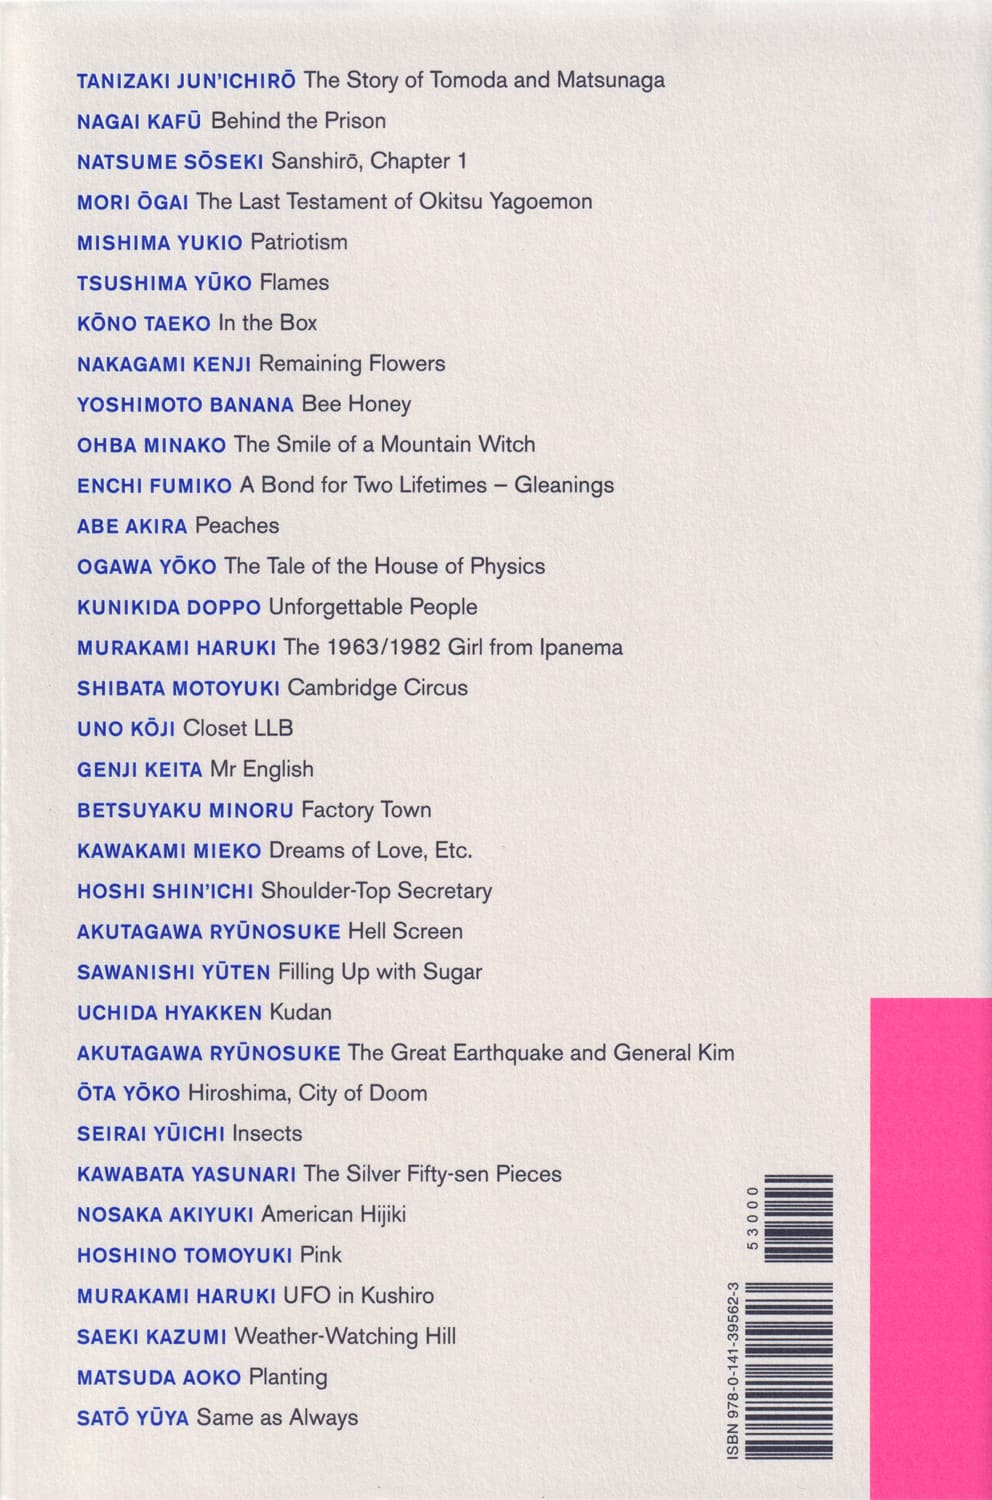 TANIZAKI JUN'ICHIRŌ The Story of Tomoda and Matsunaga
NAGAI KAFŪ Behind the Prison
NATSUME SŌSEKI Sanshirō, Chapter 1
MORI ŌGAI The Last Testament of Okitsu Yagoemon
MISHIMA YUKIO Patriotism
TSUSHIMA YŪKO Flames
KŌNO TAEKO In the Box
NAKAGAMI KENJI Remaining Flowers
YOSHIMOTO BANANA Bee Honey
OHBA MINAKO The Smile of a Mountain Witch
ENCHI FUMIKO A Bond for Two Lifetimes – Gleanings
ABE AKIRA Peaches
OGAWA YŌKO The Tale of the House of Physics
KUNIKIDA DOPPO Unforgettable People
MURAKAMI HARUKI The 1963/1982 Girl from Ipanema
SHIBATA MOTOYUKI Cambridge Circus
UNO KŌJI Closet LLB
GENJI KEITA Mr English
BETSUYAKU MINORU Factory Town
KAWAKAMI MIEKO Dreams of Love, Etc.
HOSHI SHIN'ICHI Shoulder-Top Secretary
AKUTAGAWA RYŪNOSUKE Hell Screen
SAWANISHI YŪTEN Filling Up with Sugar
UCHIDA HYAKKEN Kudan
AKUTAGAWA RYŪNOSUKE The Great Earthquake and General Kim
ŌTA YŌKO Hiroshima, City of Doom
SEIRAI YŪICHI Insects
KAWABATA YASUNARI The Silver Fifty-sen Pieces
NOSAKA AKIYUKI American Hijiki
HOSHINO TOMOYUKI Pink
MURAKAMI HARUKI UFO in Kushiro
SAEKI KAZUMI Weather-Watching Hill
MATSUDA AOKO Planting
SATŌ YŪYA Same as Always
53000
ISBN 978-0-141-39562-3